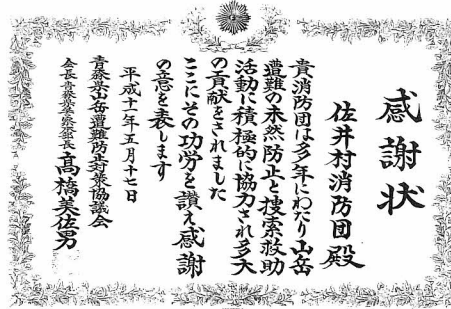 感謝状
佐井村消防団殿
貴消防団は多年にわたり山岳
遭難の未然防止と捜索救助
活動に積極的に協力され多大
の貢献をされました
ここにその功労を讃え感謝
の意を表します
平成十一年五月十七日
青森県山岳遭難防止対策協議会
会長青森県警察本部長 高橋美佐男